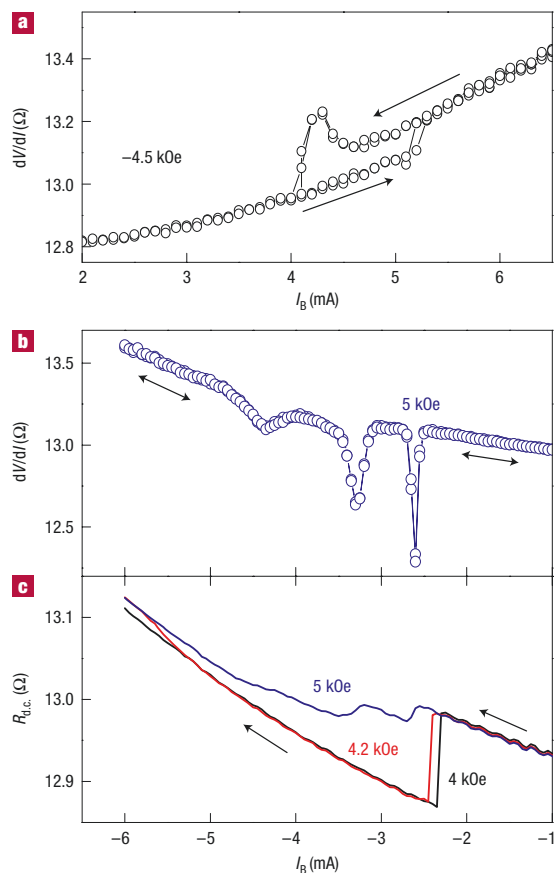 a
13.4
13.2
13.0
12.8
dV/dI (Ω)
–4.5 kOe
2
3
4
5
6
I_B (mA)
b
13.5
13.0
12.5
dV/dI (Ω)
5 kOe
c
13.1
13.0
12.9
R_d.c. (Ω)
5 kOe
4.2 kOe
4 kOe
–6
–5
–4
–3
–2
–1
I_B (mA)